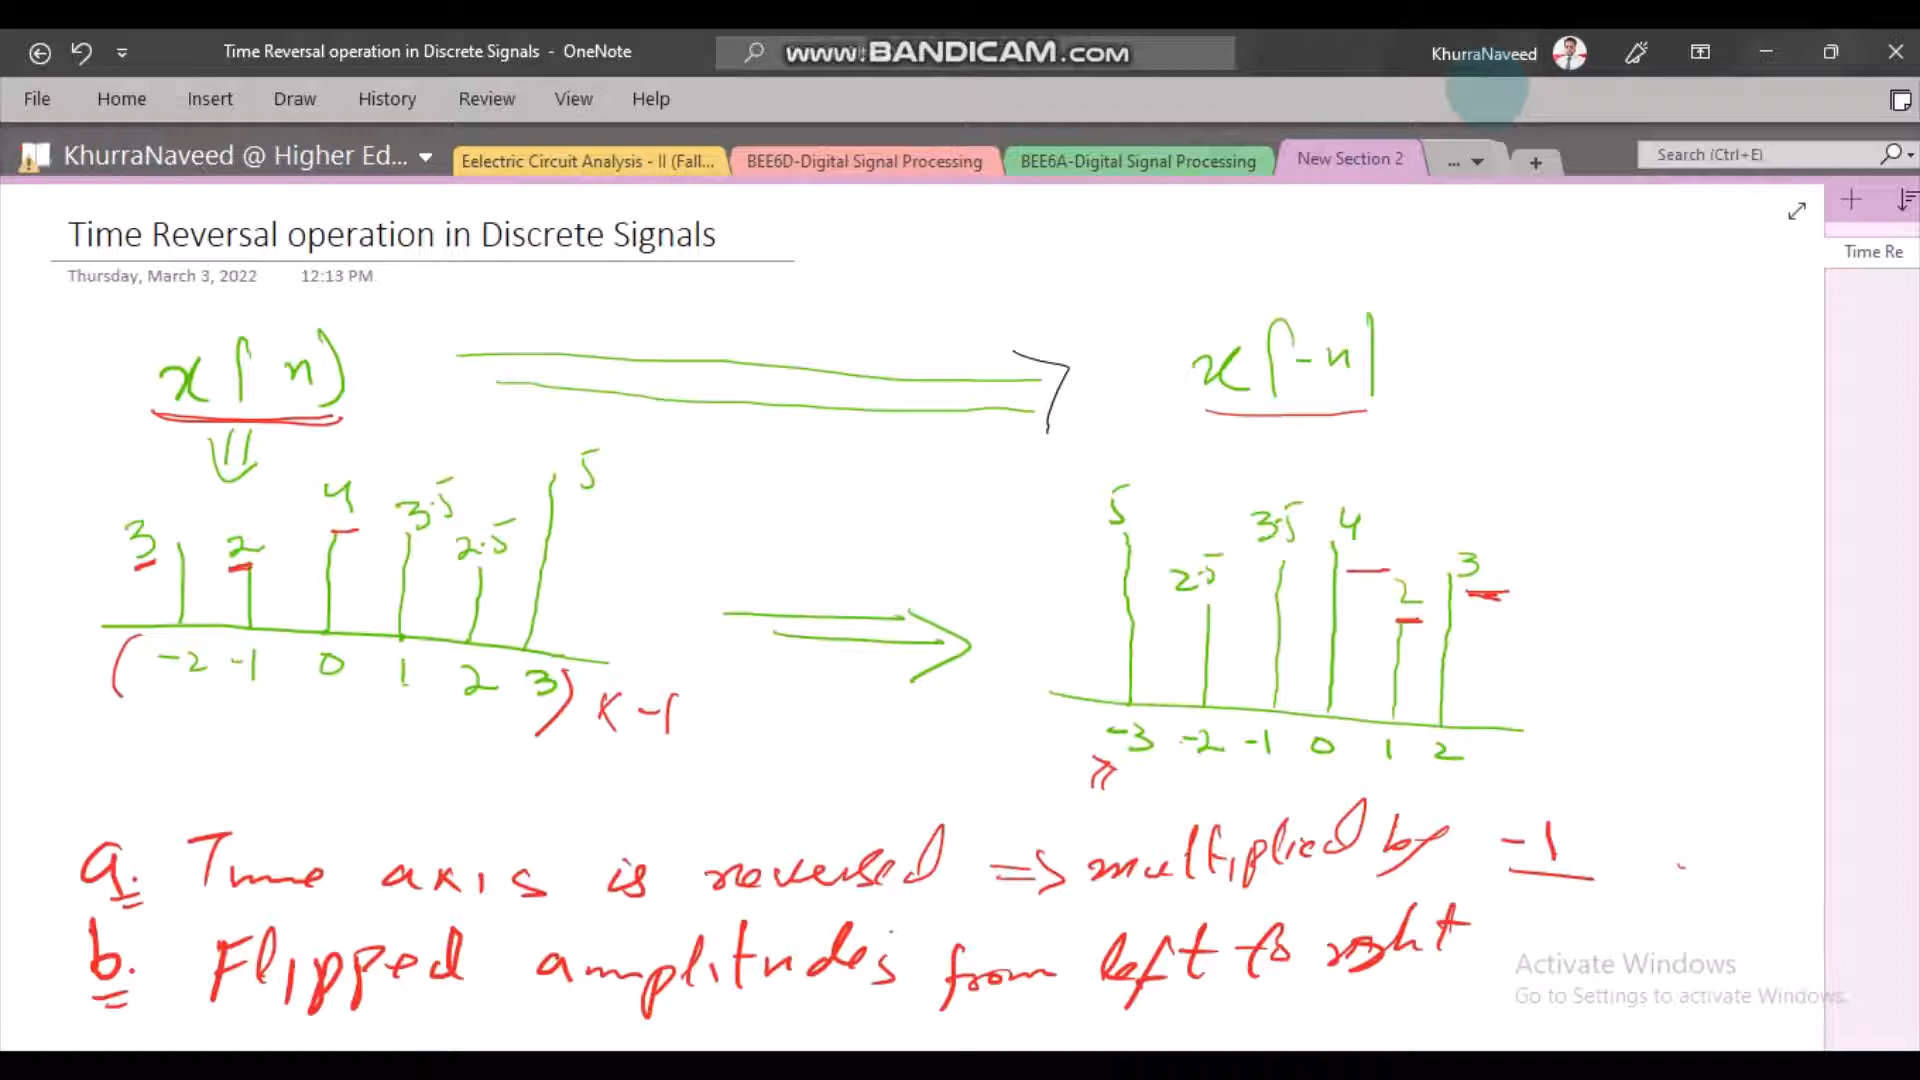 Time Reversal operation in Discrete Signals - OneNote
www.BANDICAM.com
KhurraNaveed
File Home Insert Draw History Review View Help
KhurraNaveed @ Higher Ed...
Eelectric Circuit Analysis - II (Fall...
BEE6D-Digital Signal Processing
BEE6A-Digital Signal Processing
New Section 2
...
+
Search (Ctrl+E)
Time Re
Time Reversal operation in Discrete Signals
Thursday, March 3, 2022 12:13 PM
x[n)
x[-n]
3 2 4 3.5 2.5 5
(-2 -1 0 1 2 3) x -1
5 2.5 3.5 4 2 3
-3 -2 -1 0 1 2
a. Time axis is reversed => multiplied by -1
b. Flipped amplitudes from left to right
Activate Windows
Go to Settings to activate Windows.